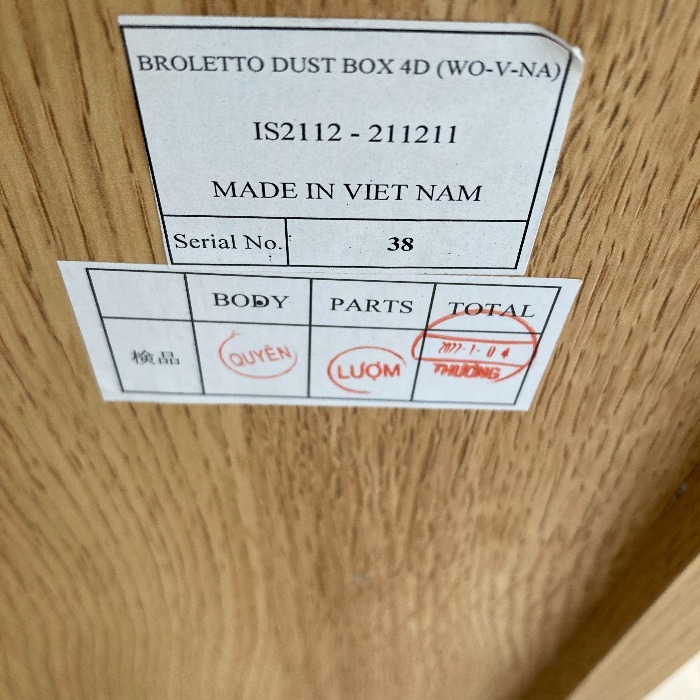 BROLETTO DUST BOX 4D (WO-V-NA)
IS2112 - 211211
MADE IN VIET NAM
Serial No. 38
BODY PARTS TOTAL
検品 QUYÊN LƯỢM 2022-1-04
THƯƠNG